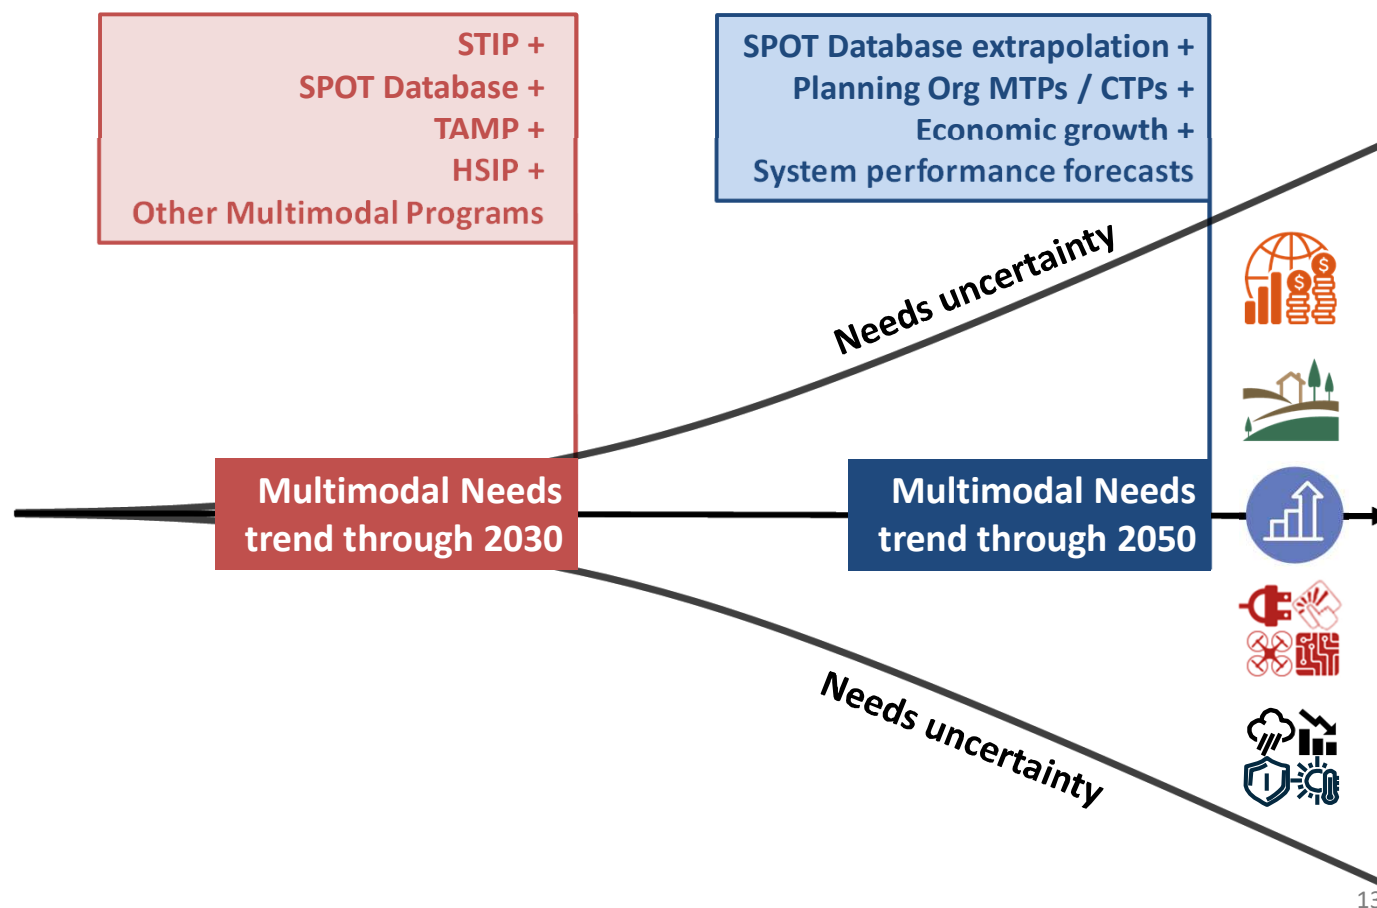 STIP +
SPOT Database +
TAMP +
HSIP +
Other Multimodal Programs
SPOT Database extrapolation +
Planning Org MTPs / CTPs +
Economic growth +
System performance forecasts
Needs uncertainty
Multimodal Needs
trend through 2030
Multimodal Needs
trend through 2050
Needs uncertainty
13